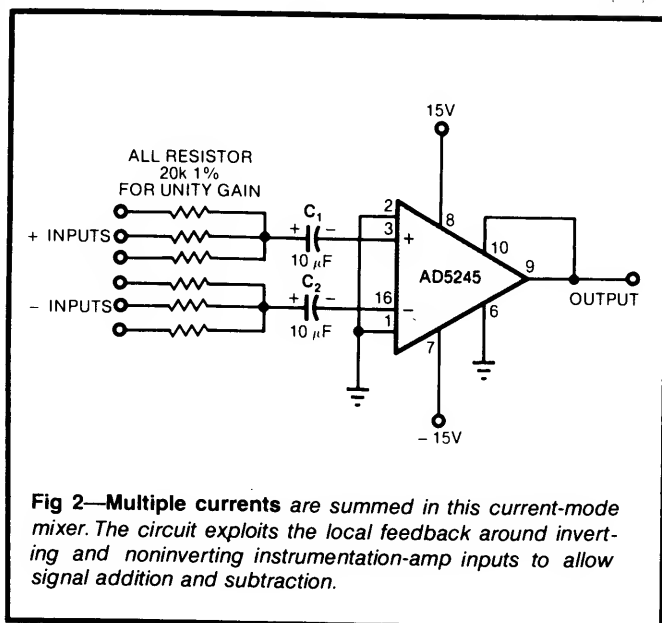 15V
ALL RESISTOR
20k 1%
FOR UNITY GAIN
+ INPUTS
C1
+ −
10 µF
2
3
+
8
10
AD5245
9
OUTPUT
− INPUTS
C2
+ −
10 µF
16
−
1
6
7
− 15V
Fig 2—Multiple currents are summed in this current-mode
mixer. The circuit exploits the local feedback around invert-
ing and noninverting instrumentation-amp inputs to allow
signal addition and subtraction.